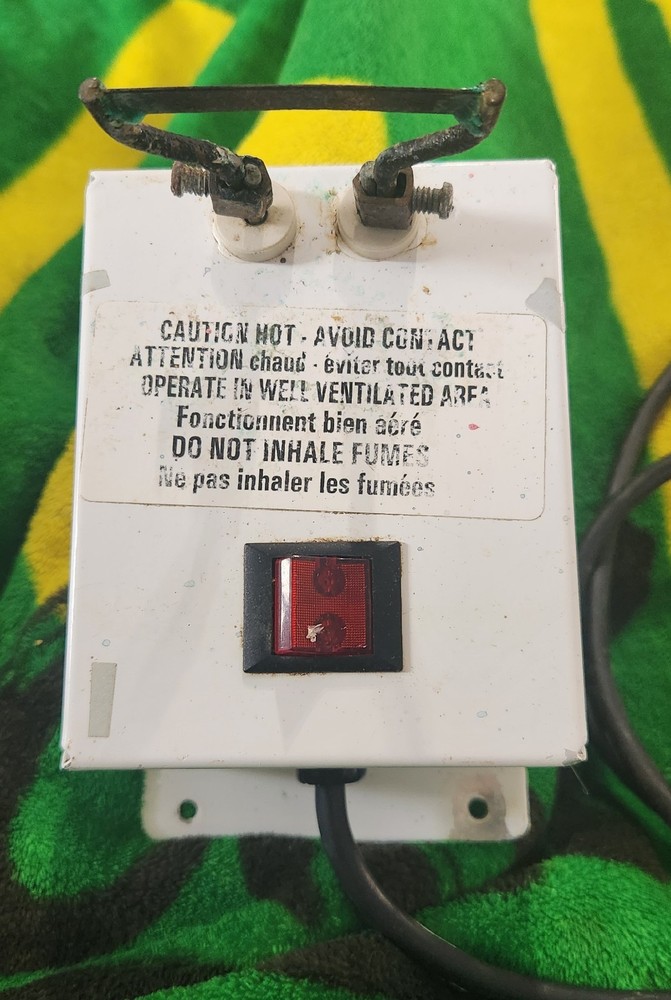 CAUTION HOT - AVOID CONTACT
ATTENTION chaud - éviter tout contact
OPERATE IN WELL VENTILATED AREA
Fonctionnent bien aéré
DO NOT INHALE FUMES
Ne pas inhaler les fumées